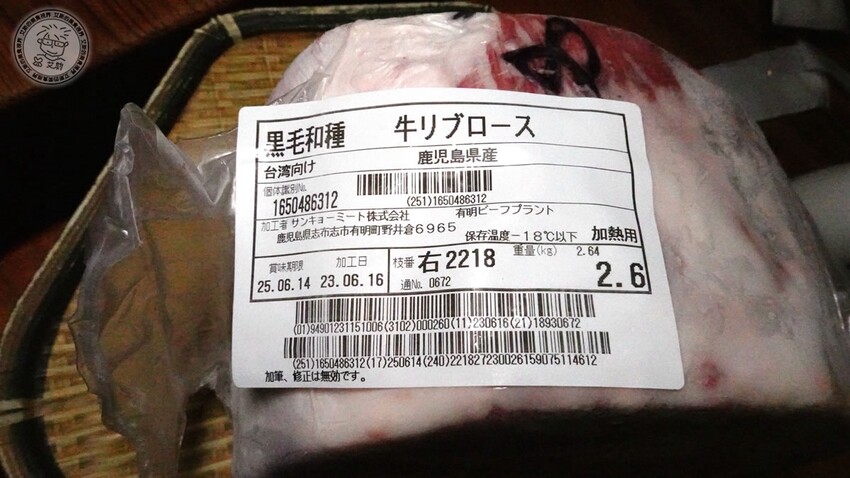 黒毛和種 牛リブロース
台湾向け 鹿児島県産
個体識別No. 1650486312
(251)1650486312
加工者 サンキョーミート株式会社 有明ビーフプラント
鹿児島県志布志市有明町野井倉6965 保存温度-18℃以下 加熱用
賞味期限 加工日 枝番 右2218 重量(kg) 2.64
25.06.14 23.06.16 通No. 0672 2.6
(01)94901231151006(3102)000260(11)230616(21)18930672
(251)1650486312(17)250614(240)22182730026159075114612
加筆、修正は無効です。